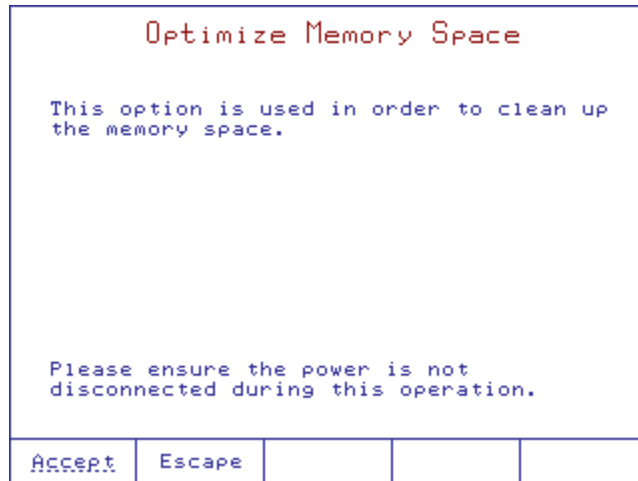 Optimize Memory Space
This option is used in order to clean up
the memory space.
Please ensure the power is not
disconnected during this operation.
Accept Escape